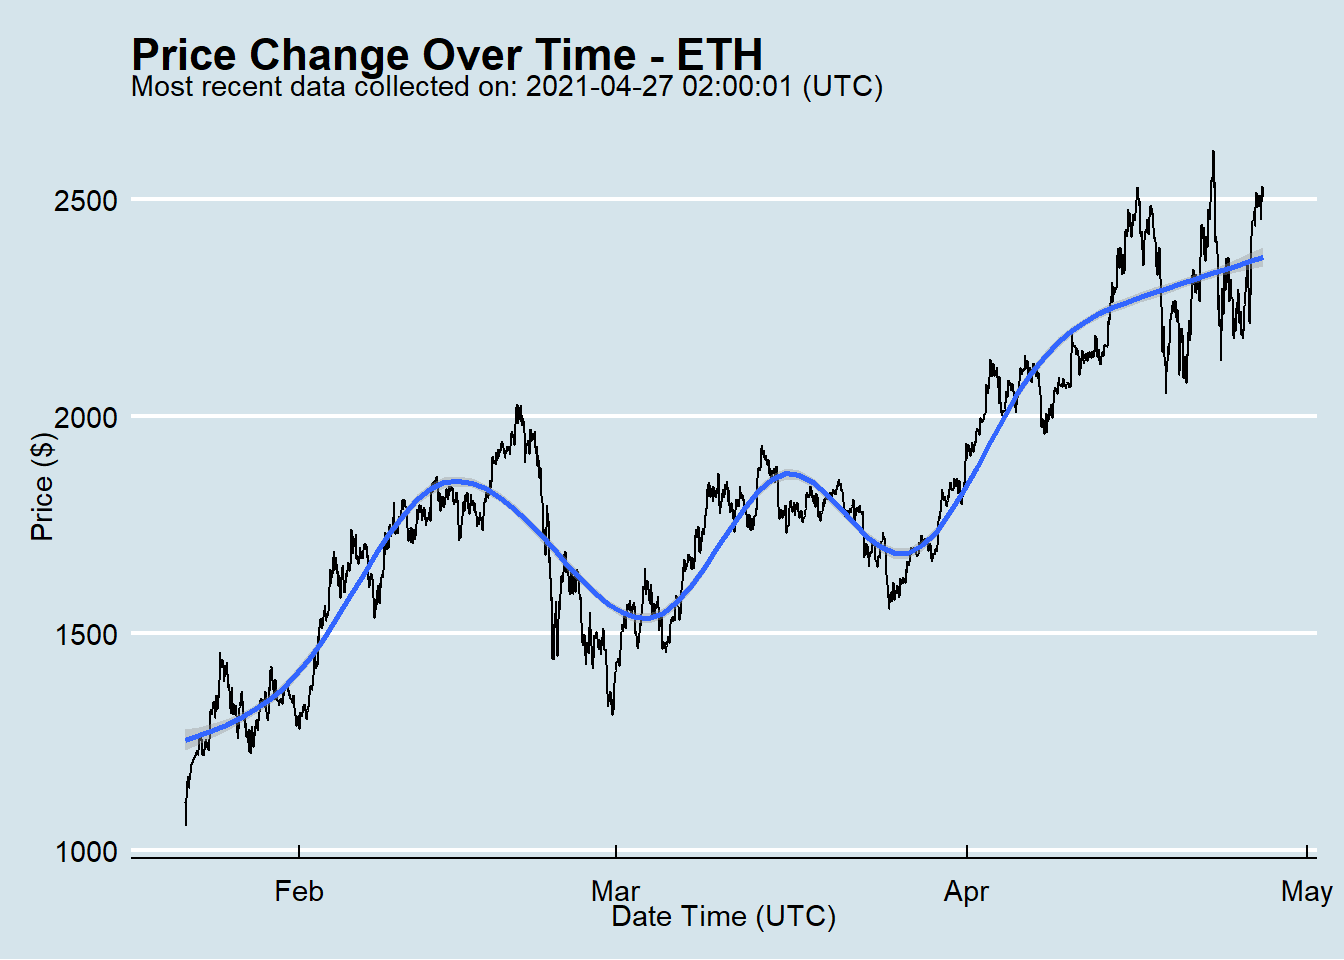 Price Change Over Time - ETH
Most recent data collected on: 2021-04-27 02:00:01 (UTC)
2500
2000
1500
1000
Price ($)
Feb
Mar
Apr
May
Date Time (UTC)